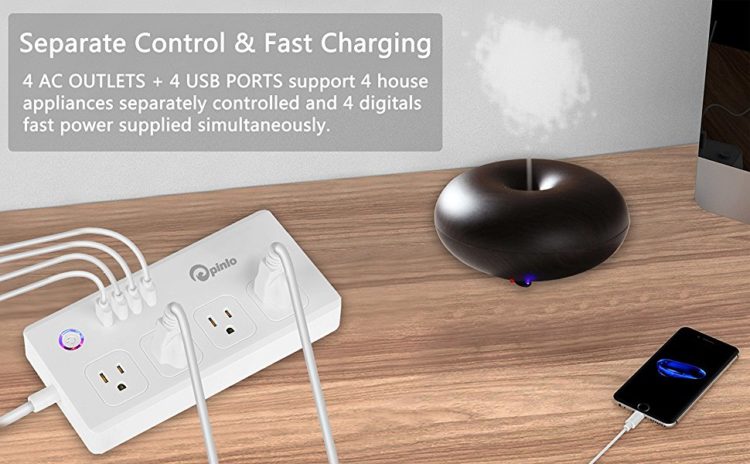 Separate Control & Fast Charging
4 AC OUTLETS + 4 USB PORTS support 4 house
appliances separately controlled and 4 digitals
fast power supplied simultaneously.
pinlo